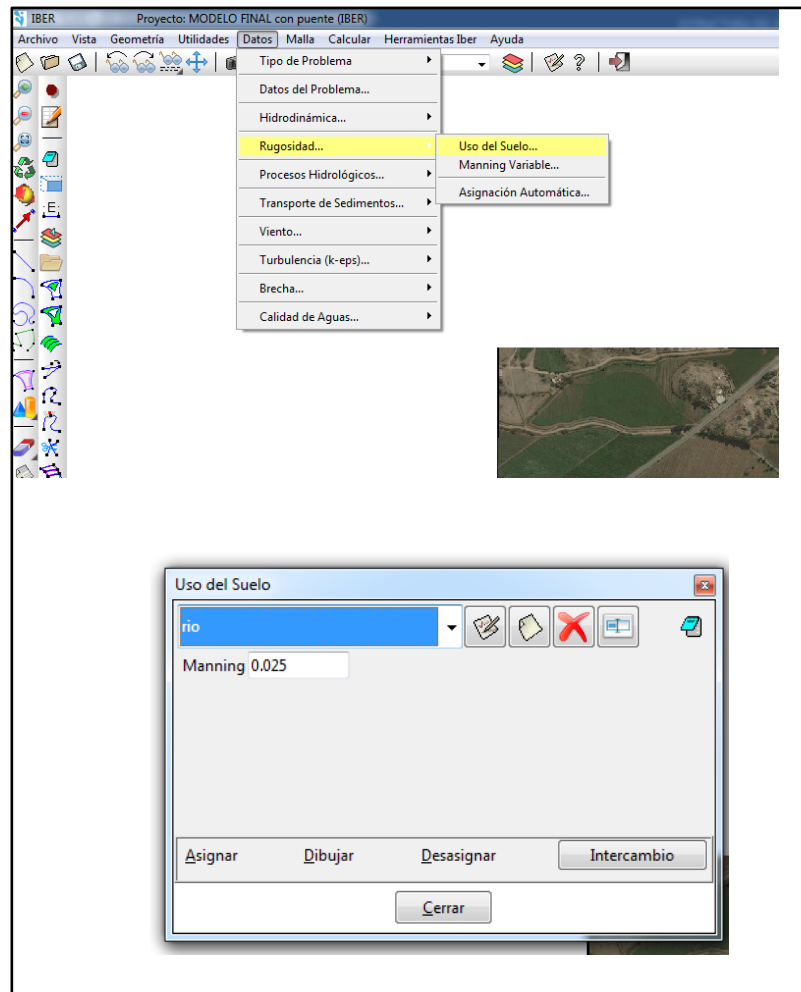 IBER Proyecto: MODELO FINAL con puente (IBER)
Archivo Vista Geometría Utilidades Datos Malla Calcular Herramientas Iber Ayuda
Tipo de Problema
Datos del Problema...
Hidrodinámica...
Rugosidad...
Uso del Suelo...
Manning Variable...
Asignación Automática...
Procesos Hidrológicos...
Transporte de Sedimentos...
Viento...
Turbulencia (k-eps)...
Brecha...
Calidad de Aguas...
:E:
Uso del Suelo
rio
Manning 0.025
Asignar Dibujar Desasignar Intercambio
Cerrar